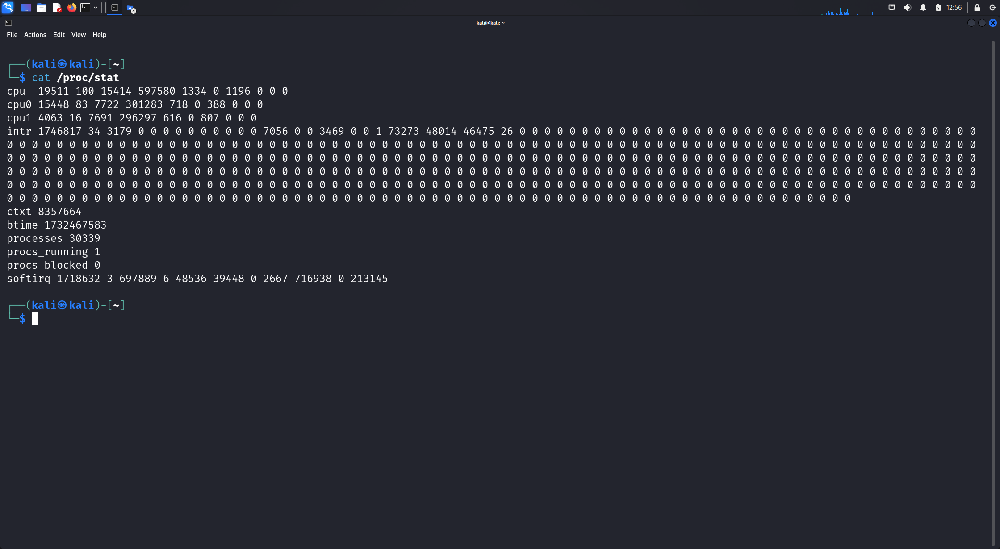 4
12:56
kali@kali: ~
File Actions Edit View Help
┌──(kali㉿kali)-[~]
└─$ cat /proc/stat
cpu  19511 100 15414 597580 1334 0 1196 0 0 0
cpu0 15448 83 7722 301283 718 0 388 0 0 0
cpu1 4063 16 7691 296297 616 0 807 0 0 0
intr 1746817 34 3179 0 0 0 0 0 0 0 0 0 0 7056 0 0 3469 0 0 1 73273 48014 46475 26 0 0 0 0 0 0 0 0 0 0 0 0 0 0 0 0 0 0 0 0 0 0 0 0 0 0 0 0 0 0 0 0 0 0 0 0 0
0 0 0 0 0 0 0 0 0 0 0 0 0 0 0 0 0 0 0 0 0 0 0 0 0 0 0 0 0 0 0 0 0 0 0 0 0 0 0 0 0 0 0 0 0 0 0 0 0 0 0 0 0 0 0 0 0 0 0 0 0 0 0 0 0 0 0 0 0 0 0 0 0 0 0 0 0 0
0 0 0 0 0 0 0 0 0 0 0 0 0 0 0 0 0 0 0 0 0 0 0 0 0 0 0 0 0 0 0 0 0 0 0 0 0 0 0 0 0 0 0 0 0 0 0 0 0 0 0 0 0 0 0 0 0 0 0 0 0 0 0 0 0 0 0 0 0 0 0 0 0 0 0 0 0 0
0 0 0 0 0 0 0 0 0 0 0 0 0 0 0 0 0 0 0 0 0 0 0 0 0 0 0 0 0 0 0 0 0 0 0 0 0 0 0 0 0 0 0 0 0 0 0 0 0 0 0 0 0 0 0 0 0 0 0 0 0 0 0 0 0 0 0 0 0 0 0 0 0 0 0 0 0 0
0 0 0 0 0 0 0 0 0 0 0 0 0 0 0 0 0 0 0 0 0 0 0 0 0 0 0 0 0 0 0 0 0 0 0 0 0 0 0 0 0 0 0 0 0 0 0 0 0 0 0 0 0 0 0 0 0 0 0 0 0 0 0 0 0 0 0 0 0 0 0 0 0 0 0 0 0 0
0 0 0 0 0 0 0 0 0 0 0 0 0 0 0 0 0 0 0 0 0 0 0 0 0 0 0 0 0 0 0 0 0 0 0 0 0 0 0 0 0 0 0 0 0 0 0 0 0 0 0 0 0 0 0 0 0 0 0 0 0 0 0 0 0 0 0 0
ctxt 8357664
btime 1732467583
processes 30339
procs_running 1
procs_blocked 0
softirq 1718632 3 697889 6 48536 39448 0 2667 716938 0 213145
┌──(kali㉿kali)-[~]
└─$